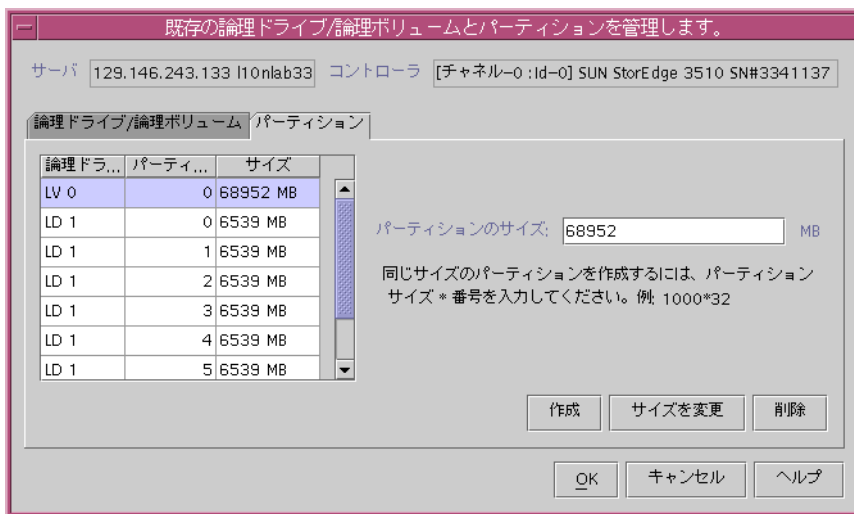 既存の論理ドライブ/論理ボリュームとパーティションを管理します。
サーバ 129.146.243.133 l10nlab33 コントローラ [チャネル-0 :Id-0] SUN StorEdge 3510 SN#3341137
論理ドライブ/論理ボリューム パーティション
論理ドラ... パーティ... サイズ
LV 0 0 68952 MB
LD 1 0 6539 MB
LD 1 1 6539 MB
LD 1 2 6539 MB
LD 1 3 6539 MB
LD 1 4 6539 MB
LD 1 5 6539 MB
パーティションのサイズ: 68952 MB
同じサイズのパーティションを作成するには、パーティション
サイズ * 番号を入力してください。例: 1000*32
作成 サイズを変更 削除
OK キャンセル ヘルプ